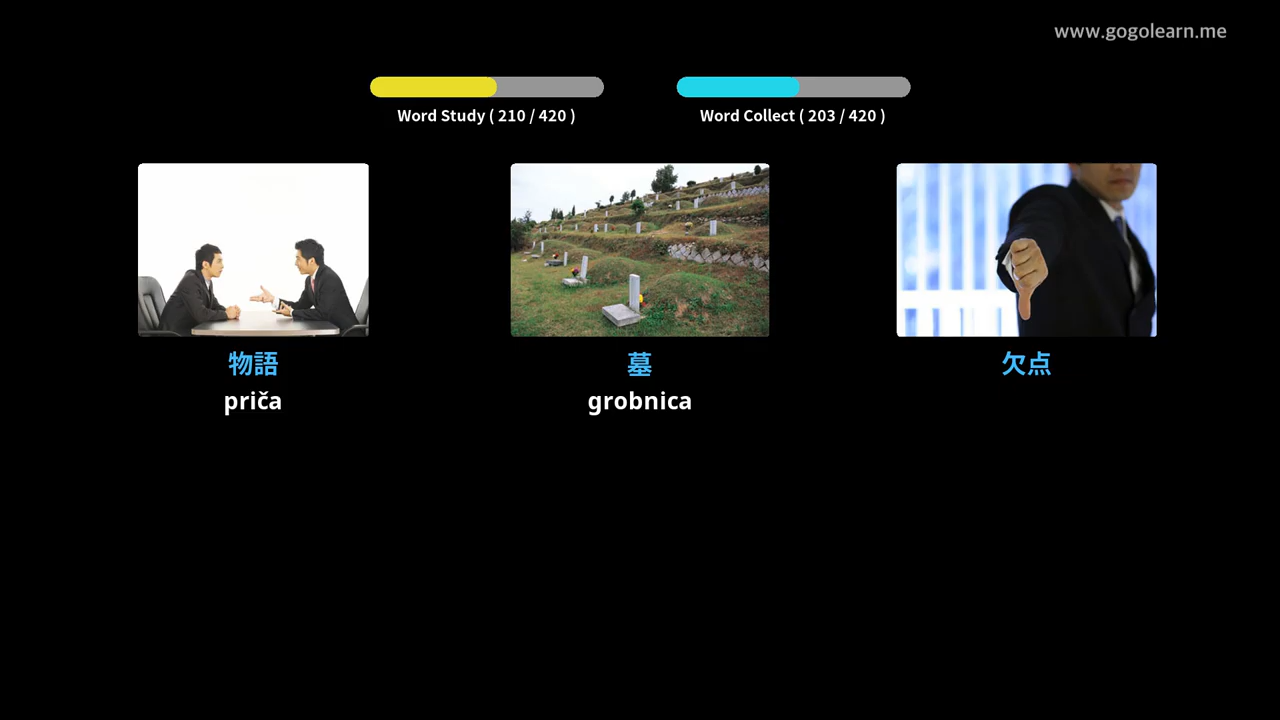 www.gogolearn.me
Word Study ( 210 / 420 )
Word Collect ( 203 / 420 )
物語
墓
欠点
priča
grobnica